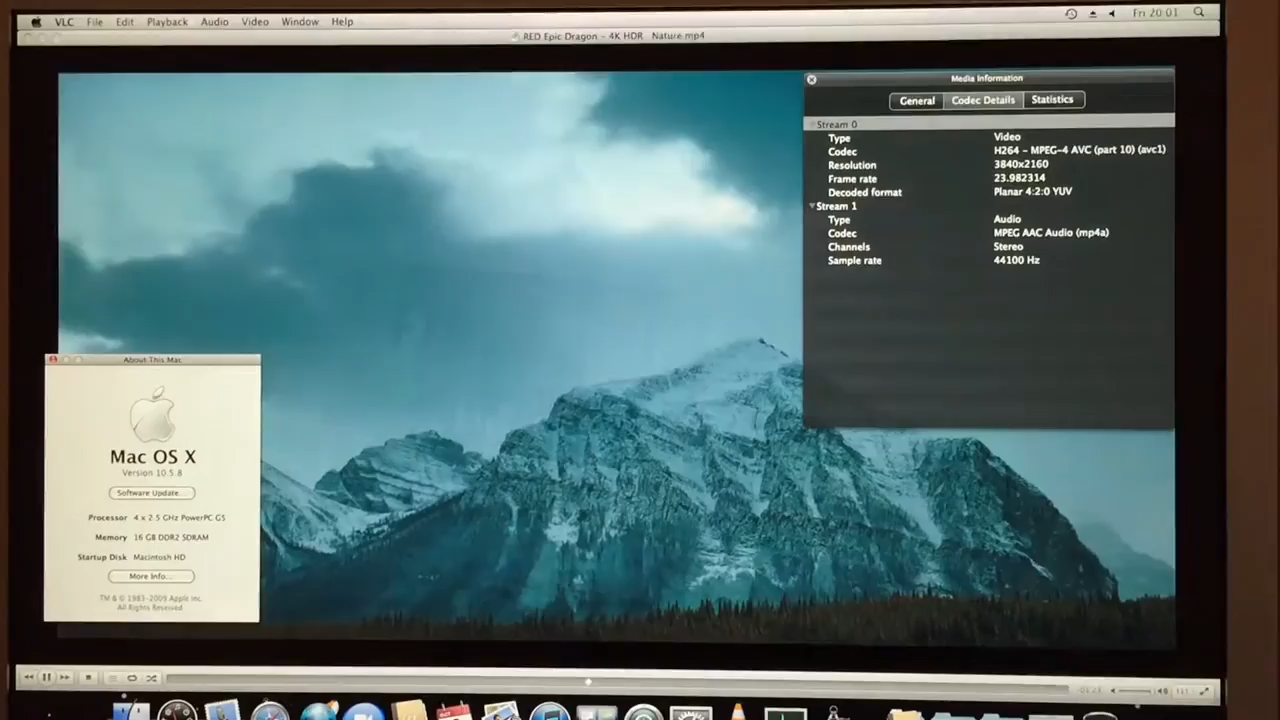 VLC File Edit Playback Audio Video Window Help Fri 20:01
RED Epic Dragon - 4K HDR Nature.mp4
Media Information
General Codec Details Statistics
Stream 0
Type Video
Codec H264 - MPEG-4 AVC (part 10) (avc1)
Resolution 3840x2160
Frame rate 23.982314
Decoded format Planar 4:2:0 YUV
Stream 1
Type Audio
Codec MPEG AAC Audio (mp4a)
Channels Stereo
Sample rate 44100 Hz
About This Mac
Mac OS X
Version 10.5.8
Software Update...
Processor 4 x 2.5 GHz PowerPC G5
Memory 16 GB DDR2 SDRAM
Startup Disk Macintosh HD
More Info...
TM & © 1983-2009 Apple Inc.
All Rights Reserved.